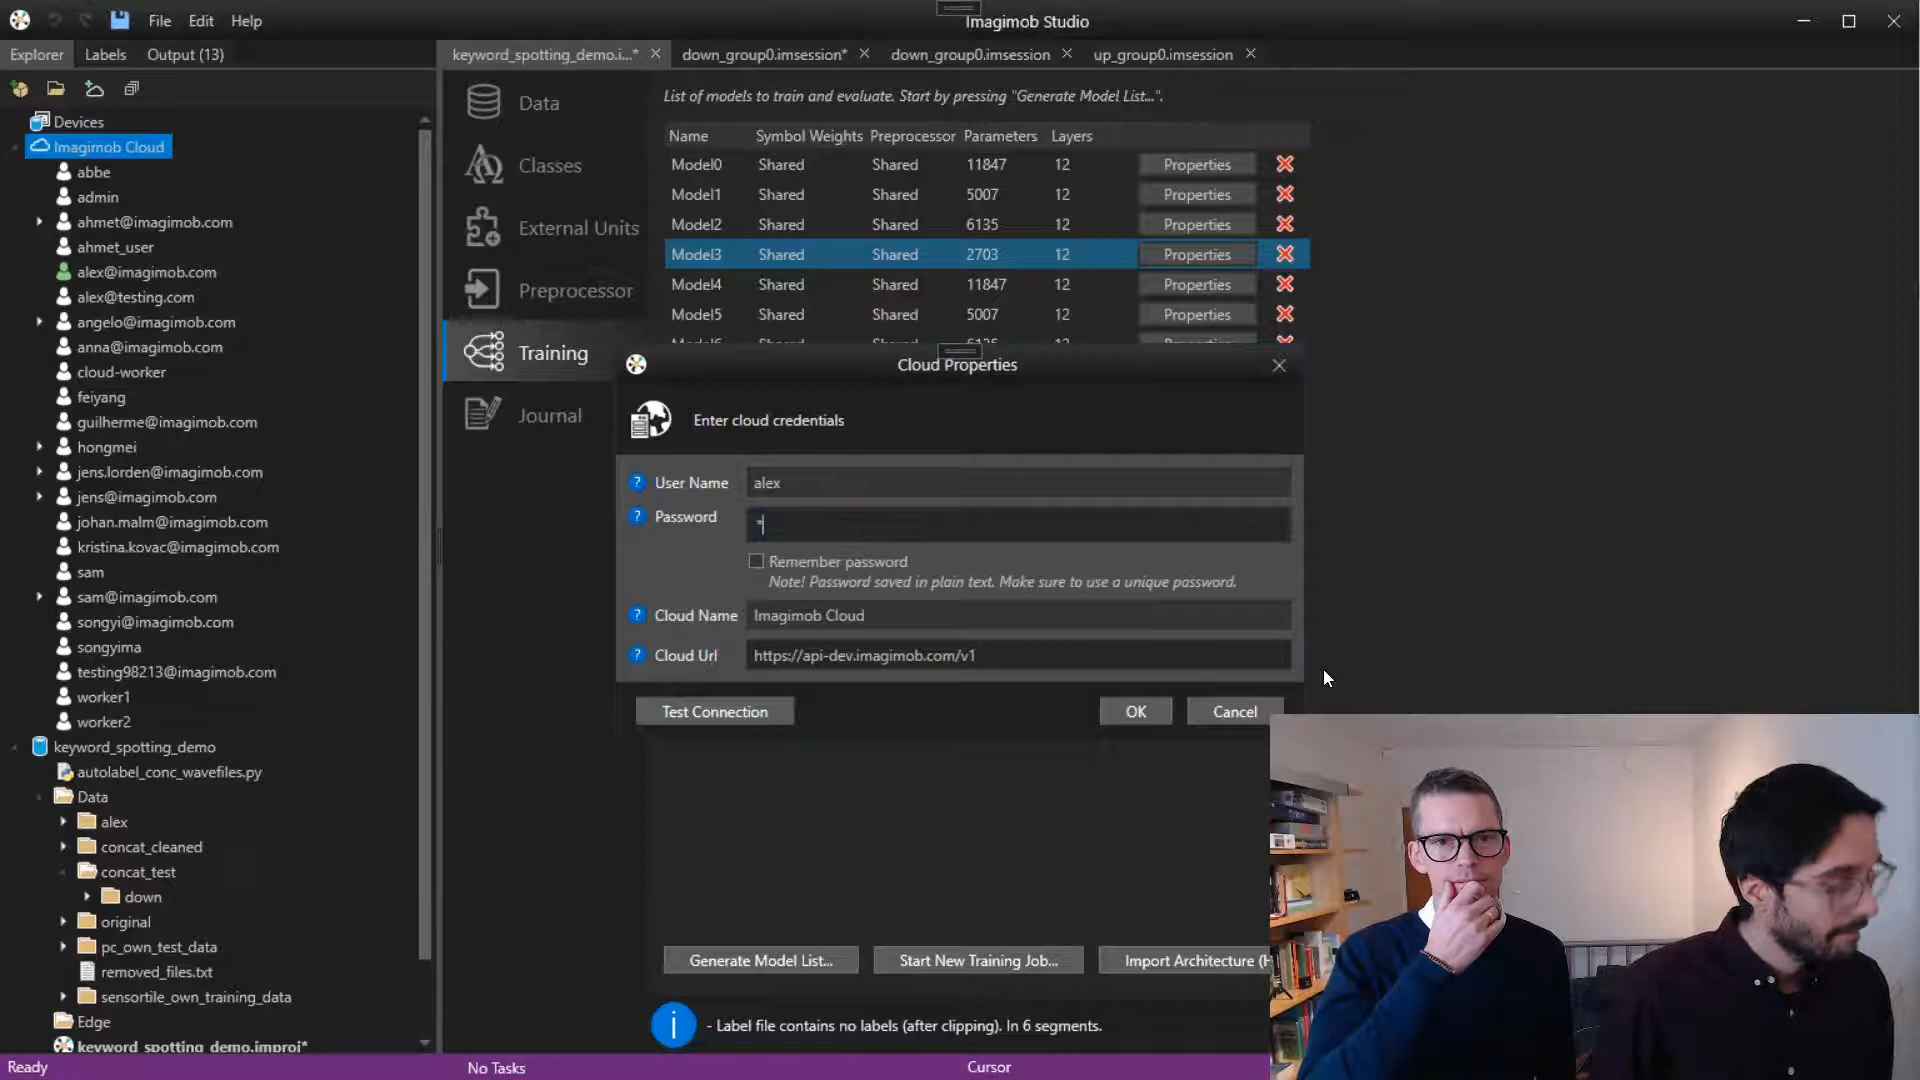 File Edit Help
Imagimob Studio
Explorer Labels Output (13)
keyword_spotting_demo.i...* down_group0.imsession* down_group0.imsession up_group0.imsession
Devices
Imagimob Cloud
abbe
admin
ahmet@imagimob.com
ahmet_user
alex@imagimob.com
alex@testing.com
angelo@imagimob.com
anna@imagimob.com
cloud-worker
feiyang
guilherme@imagimob.com
hongmei
jens.lorden@imagimob.com
jens@imagimob.com
johan.malm@imagimob.com
kristina.kovac@imagimob.com
sam
sam@imagimob.com
songyi@imagimob.com
songyima
testing98213@imagimob.com
worker1
worker2
keyword_spotting_demo
autolabel_conc_wavefiles.py
Data
alex
concat_cleaned
concat_test
down
original
pc_own_test_data
removed_files.txt
sensortile_own_training_data
Edge
keyword_spotting_demo.improj*
Data
Classes
External Units
Preprocessor
Training
Journal
List of models to train and evaluate. Start by pressing "Generate Model List...".
Name Symbol Weights Preprocessor Parameters Layers
Model0 Shared Shared 11847 12 Properties
Model1 Shared Shared 5007 12 Properties
Model2 Shared Shared 6135 12 Properties
Model3 Shared Shared 2703 12 Properties
Model4 Shared Shared 11847 12 Properties
Model5 Shared Shared 5007 12 Properties
Cloud Properties
Enter cloud credentials
? User Name alex
? Password *
Remember password
Note! Password saved in plain text. Make sure to use a unique password.
? Cloud Name Imagimob Cloud
? Cloud Url https://api-dev.imagimob.com/v1
Test Connection OK Cancel
Generate Model List... Start New Training Job... Import Architecture (H
i - Label file contains no labels (after clipping). In 6 segments.
Ready No Tasks Cursor